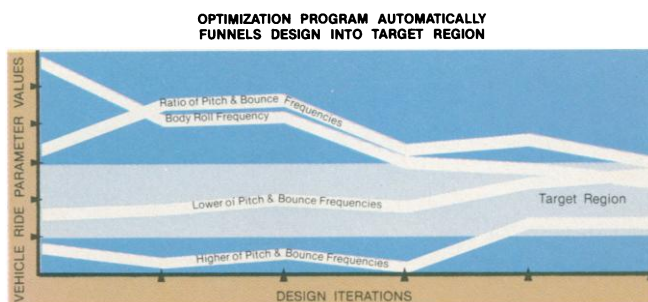 OPTIMIZATION PROGRAM AUTOMATICALLY
FUNNELS DESIGN INTO TARGET REGION
VEHICLE RIDE PARAMETER VALUES
Ratio of Pitch & Bounce Frequencies
Body Roll Frequency
Lower of Pitch & Bounce Frequencies
Target Region
Higher of Pitch & Bounce Frequencies
DESIGN ITERATIONS